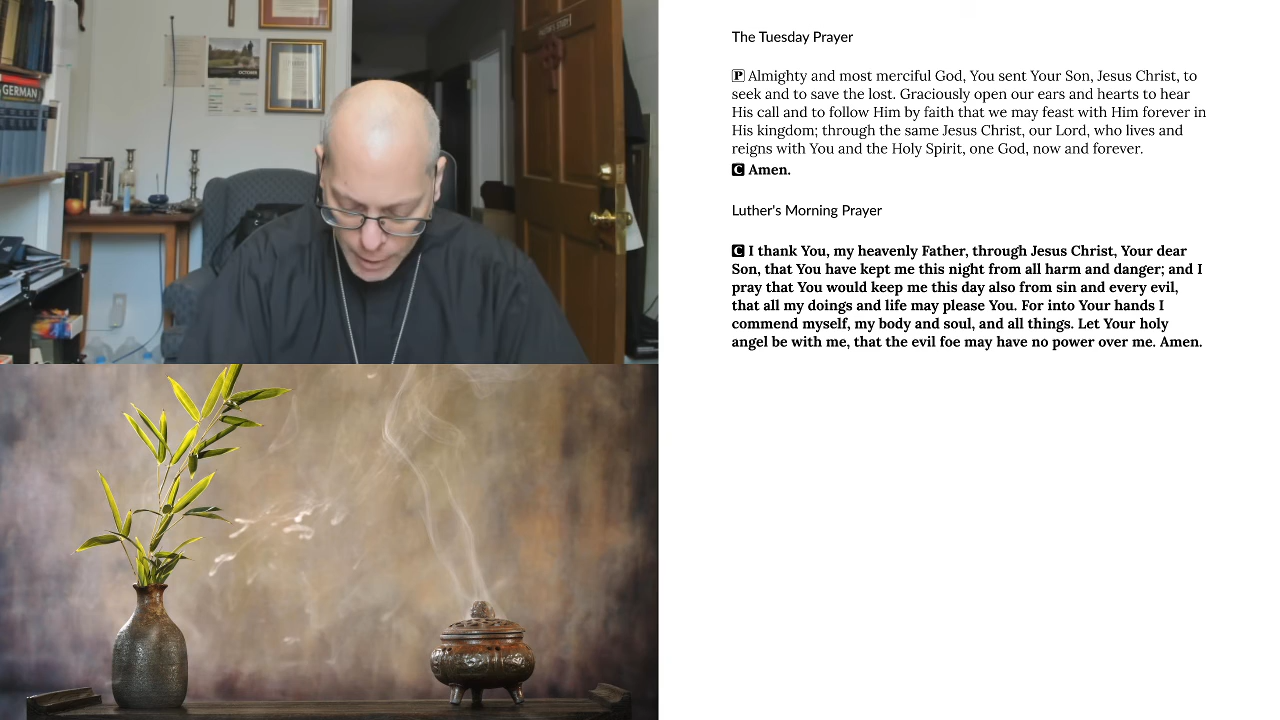 GERMAN
OCTOBER
The Tuesday Prayer
P Almighty and most merciful God, You sent Your Son, Jesus Christ, to
seek and to save the lost. Graciously open our ears and hearts to hear
His call and to follow Him by faith that we may feast with Him forever in
His kingdom; through the same Jesus Christ, our Lord, who lives and
reigns with You and the Holy Spirit, one God, now and forever.
C Amen.
Luther's Morning Prayer
C I thank You, my heavenly Father, through Jesus Christ, Your dear
Son, that You have kept me this night from all harm and danger; and I
pray that You would keep me this day also from sin and every evil,
that all my doings and life may please You. For into Your hands I
commend myself, my body and soul, and all things. Let Your holy
angel be with me, that the evil foe may have no power over me. Amen.